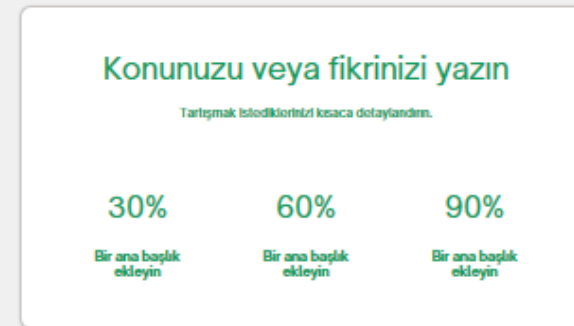 Konunuzu veya fikrinizi yazın
Tartışmak istediklerinizi kısaca detaylandırın.
30% 60% 90%
Bir ana başlık Bir ana başlık Bir ana başlık
ekleyin ekleyin ekleyin